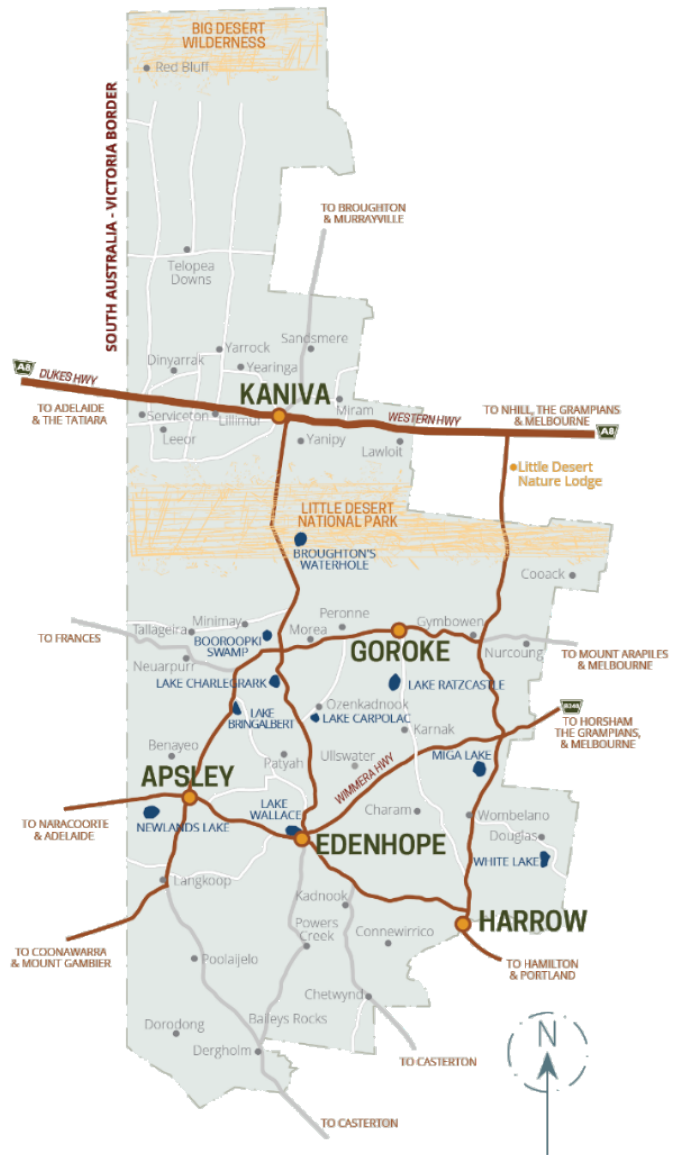 BIG DESERT
WILDERNESS
Red Bluff
SOUTH AUSTRALIA - VICTORIA BORDER
TO BROUGHTON
& MURRAYVILLE
Telopea
Downs
Sandsmere
Yarrock
Dinyarrak
Yearinga
A8
DUKES HWY
KANIVA
TO ADELAIDE
& THE TATIARA
Serviceton
Lillimur
Miram
WESTERN HWY
TO NHILL, THE GRAMPIANS
& MELBOURNE
A8
Leeor
Yanipy
Lawloit
Little Desert
Nature Lodge
LITTLE DESERT
NATIONAL PARK
BROUGHTON'S
WATERHOLE
Cooack
TO FRANCES
Tallageira
Minimay
Peronne
Gymbowen
BOOROOPKI
SWAMP
Morea
GOROKE
Nurcoung
TO MOUNT ARAPILES
& MELBOURNE
Neuarpurr
LAKE CHARLEGRARK
LAKE RATZCASTLE
LAKE
BRINGALBERT
Ozenkadnook
LAKE CARPOLAC
Karnak
TO HORSHAM
THE GRAMPIANS,
& MELBOURNE
Benayeo
Patyah
Ullswater
WIMMERA HWY
MIGA LAKE
APSLEY
LAKE
WALLACE
Charam
Wombelano
TO NARACOORTE
& ADELAIDE
NEWLANDS LAKE
EDENHOPE
Douglas
WHITE LAKE
Langkoop
Kadnook
HARROW
Powers
Creek
Connewirrico
TO COONAWARRA
& MOUNT GAMBIER
Poolaijelo
TO HAMILTON
& PORTLAND
Chetwynd
Dorodong
Baileys Rocks
Dergholm
N
TO CASTERTON
TO CASTERTON